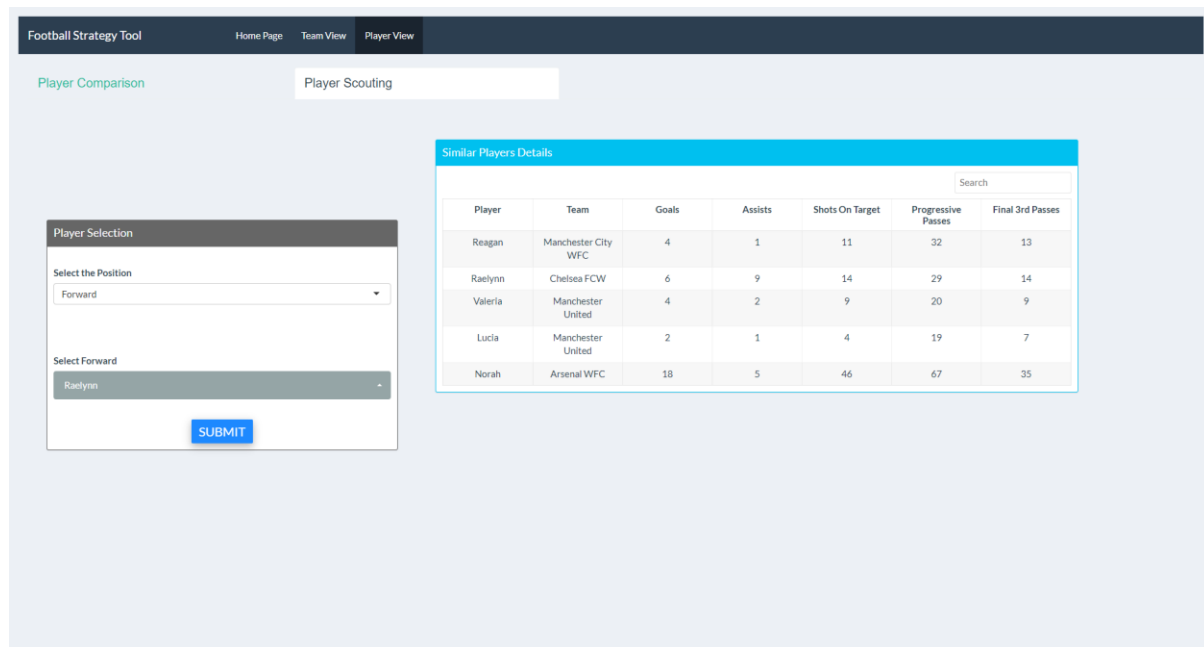 Football Strategy Tool Home Page Team View Player View
Player Comparison Player Scouting
Similar Players Details
Search
Player Team Goals Assists Shots On Target Progressive Passes Final 3rd Passes
Reagan Manchester City WFC 4 1 11 32 13
Raelynn Chelsea FCW 6 9 14 29 14
Valeria Manchester United 4 2 9 20 9
Lucia Manchester United 2 1 4 19 7
Norah Arsenal WFC 18 5 46 67 35
Player Selection
Select the Position
Forward
Select Forward
Raelynn
SUBMIT